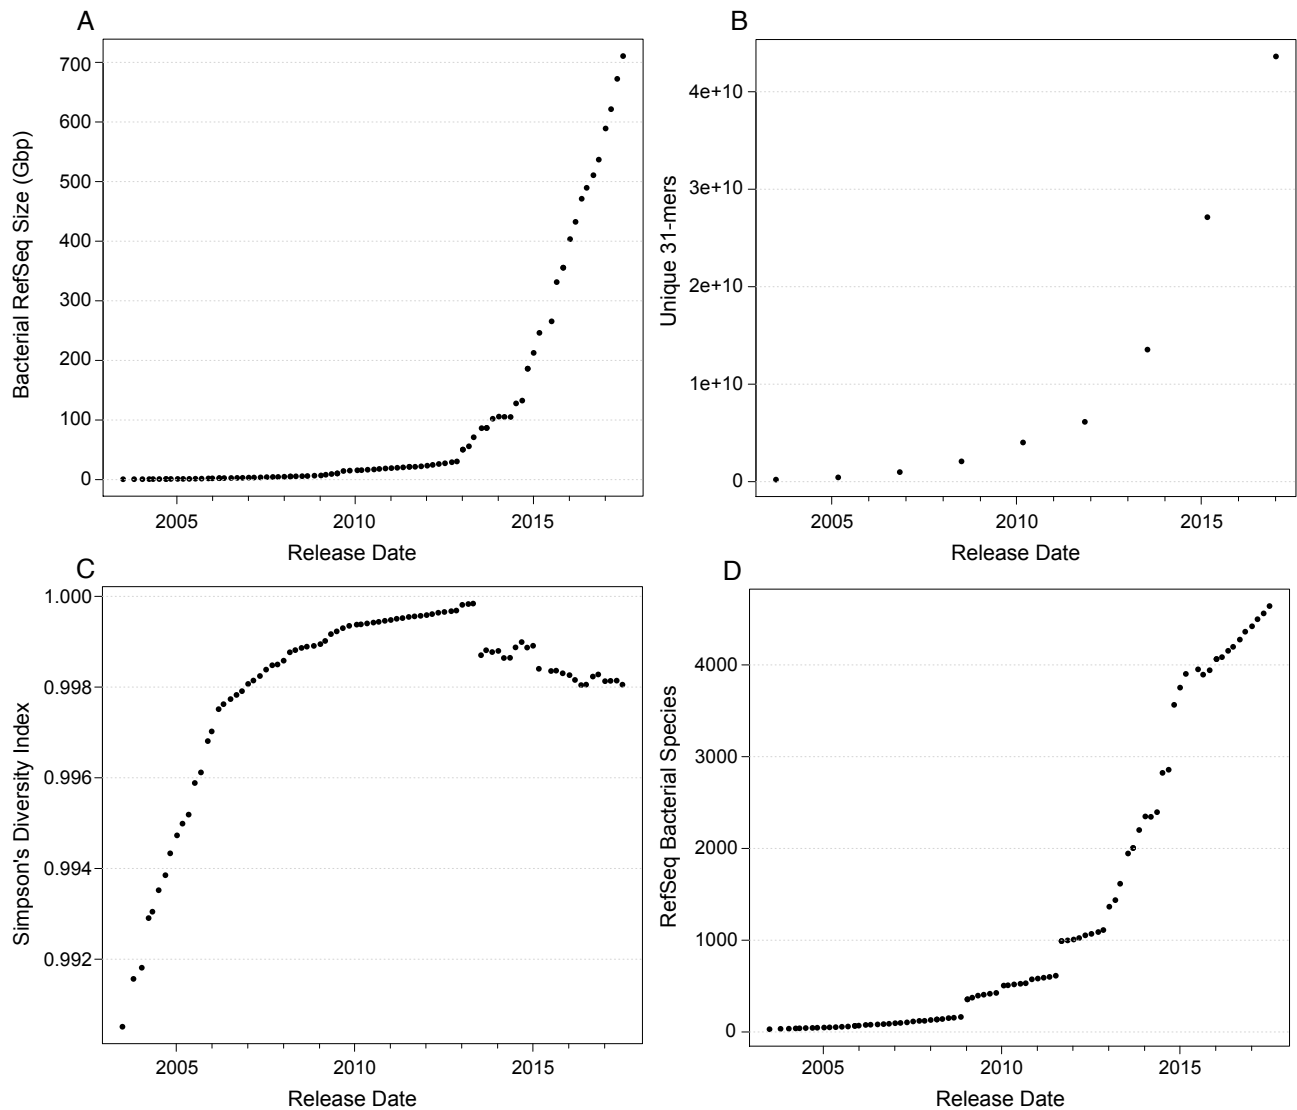 A
Bacterial RefSeq Size (Gbp)
700
600
500
400
300
200
100
0
2005 2010 2015
Release Date
B
Unique 31-mers
4e+10
3e+10
2e+10
1e+10
0
2005 2010 2015
Release Date
C
Simpson's Diversity Index
1.000
0.998
0.996
0.994
0.992
2005 2010 2015
Release Date
D
RefSeq Bacterial Species
4000
3000
2000
1000
0
2005 2010 2015
Release Date